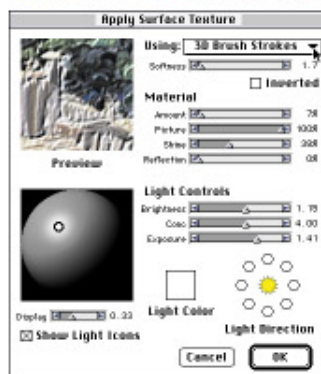 Apply Surface Texture
Using: 3D Brush Strokes
Softness 1.7
Inverted
Material
Amount 78
Picture 100%
Shine 39%
Reflection 0%
Preview
Light Controls
Brightness 1.19
Conc 4.00
Exposure 1.41
Display 0.33
Show Light Icons
Light Color
Light Direction
Cancel
OK